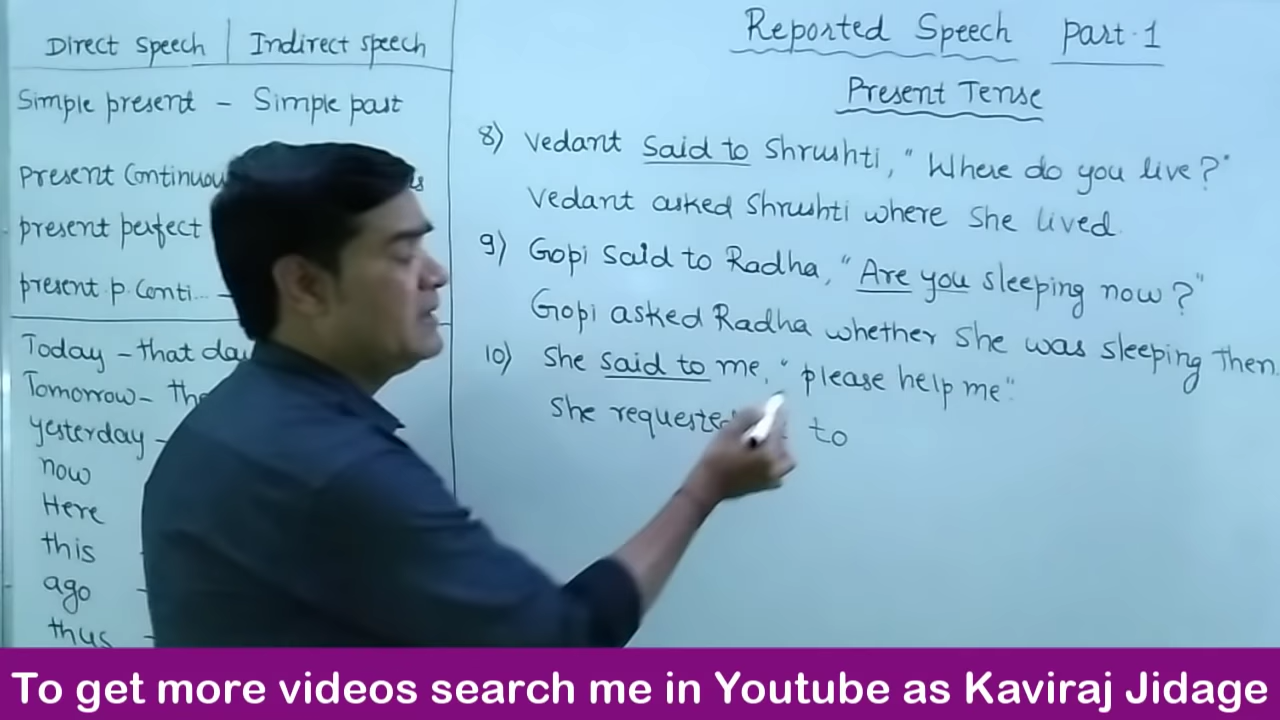 Direct Speech Indirect speech
Simple present - Simple past
present Continuous
present perfect
present p. Conti... -
Today - that day
Tomorrow -
yesterday -
now
Here
this -
ago -
thus -
Reported Speech Part-1
Present Tense
8) Vedant Said to Shrushti, "Where do you live?"
Vedant asked Shrushti where She lived.
9) Gopi said to Radha, "Are you sleeping now?"
Gopi asked Radha whether She was sleeping then.
10) She said to me, "please help me".
She requested to
To get more videos search me in Youtube as Kaviraj Jidage